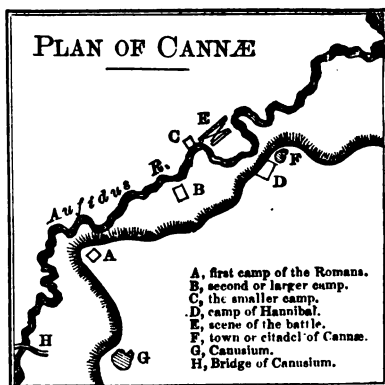 PLAN OF CANNÆ
E
C
F
Aufidus R.
B
D
A
A, first camp of the Romans.
B, second or larger camp.
C, the smaller camp.
D, camp of Hannibal.
E, scene of the battle.
F, town or citadel of Cannæ.
G, Canusium.
H, Bridge of Canusium.
H
G